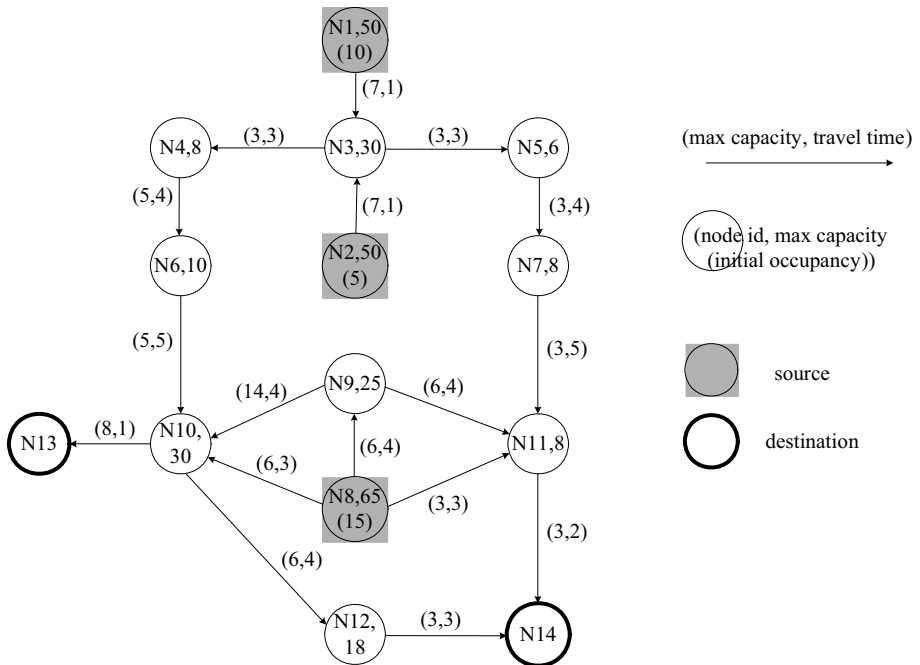 N1,50
(10)
(7,1)
N4,8
(3,3)
N3,30
(3,3)
N5,6
(max capacity, travel time)
(5,4)
(7,1)
(3,4)
N6,10
N2,50
(5)
N7,8
(node id, max capacity
(initial occupancy))
(5,5)
(3,5)
(14,4)
N9,25
(6,4)
source
N13
(8,1)
N10,
30
(6,3)
(6,4)
(3,3)
N11,8
destination
N8,65
(15)
(6,4)
(3,2)
N12,
18
(3,3)
N14